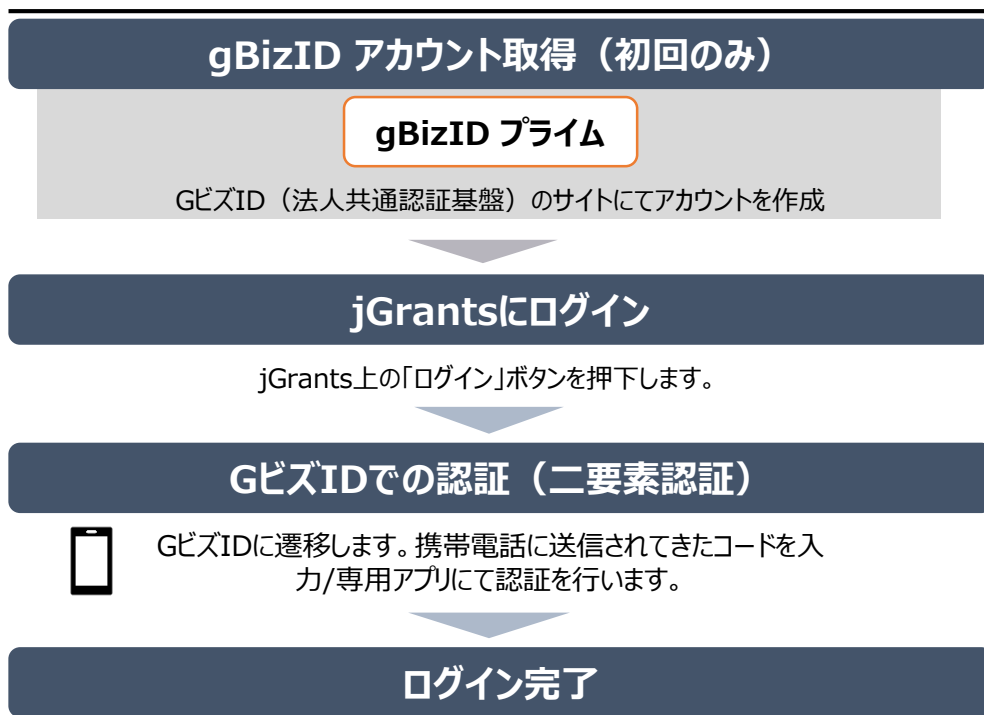 gBizID アカウント取得（初回のみ）
gBizID プライム
GビズID（法人共通認証基盤）のサイトにてアカウントを作成
jGrantsにログイン
jGrants上の「ログイン」ボタンを押下します。
GビズIDでの認証（二要素認証）
GビズIDに遷移します。携帯電話に送信されてきたコードを入
力/専用アプリにて認証を行います。
ログイン完了